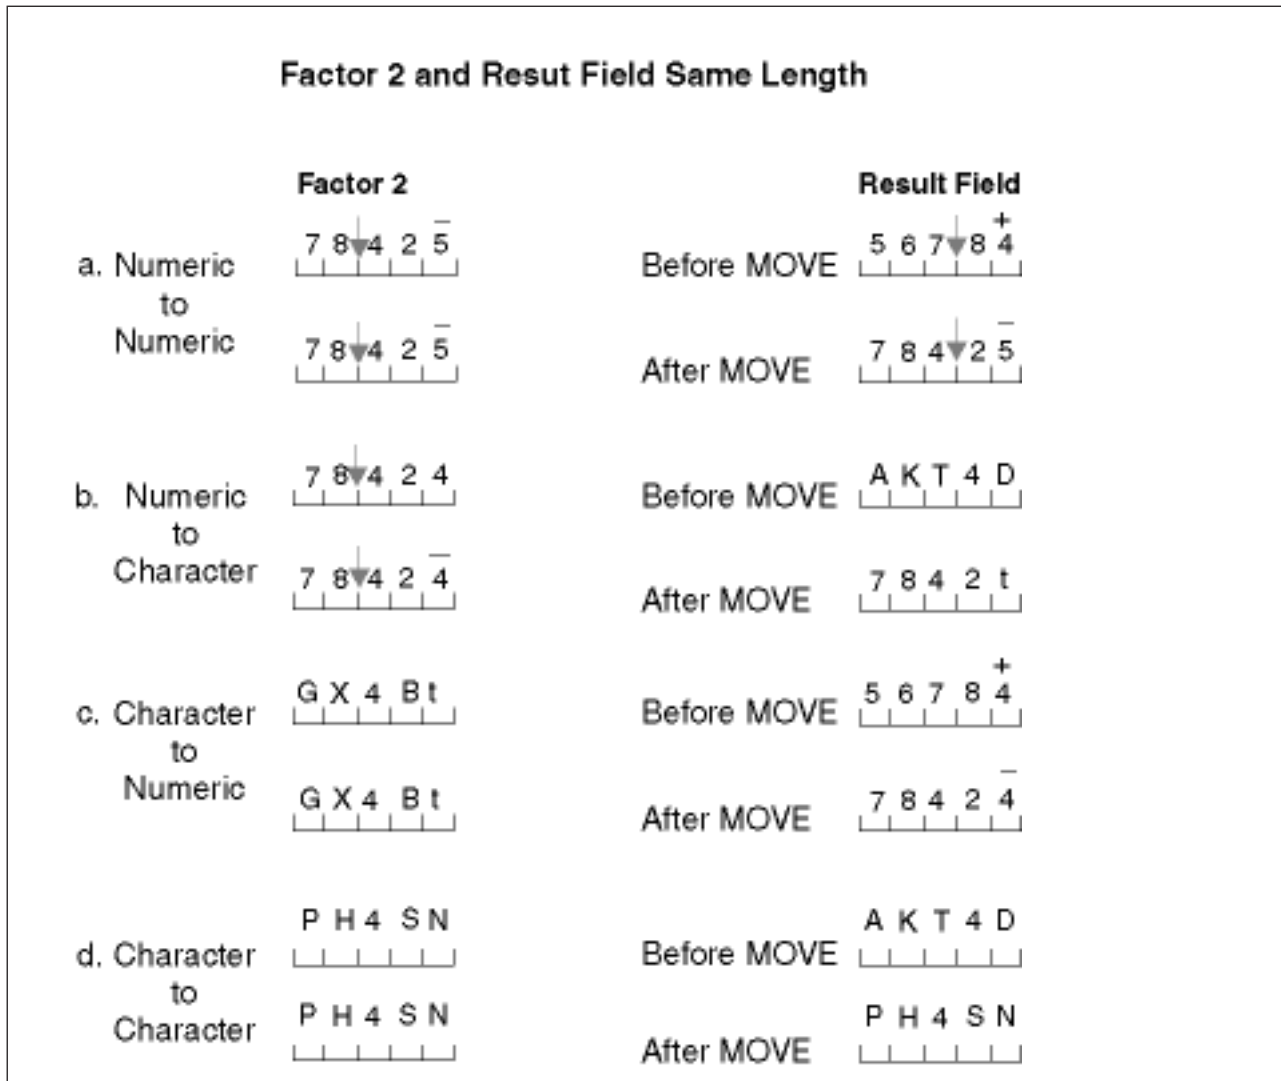 Factor 2 and Resut Field Same Length
Factor 2 Result Field
a. Numeric to Numeric
7 8 4 2 5̅ Before MOVE 5 6 7 8 4 +
7 8 4 2 5̅ After MOVE 7 8 4 2 5̅
b. Numeric to Character
7 8 4 2 4 Before MOVE A K T 4 D
7 8 4 2 4̅ After MOVE 7 8 4 2 t
c. Character to Numeric
G X 4 B t Before MOVE 5 6 7 8 4 +
G X 4 B t After MOVE 7 8 4 2 4̅
d. Character to Character
P H 4 S N Before MOVE A K T 4 D
P H 4 S N After MOVE P H 4 S N